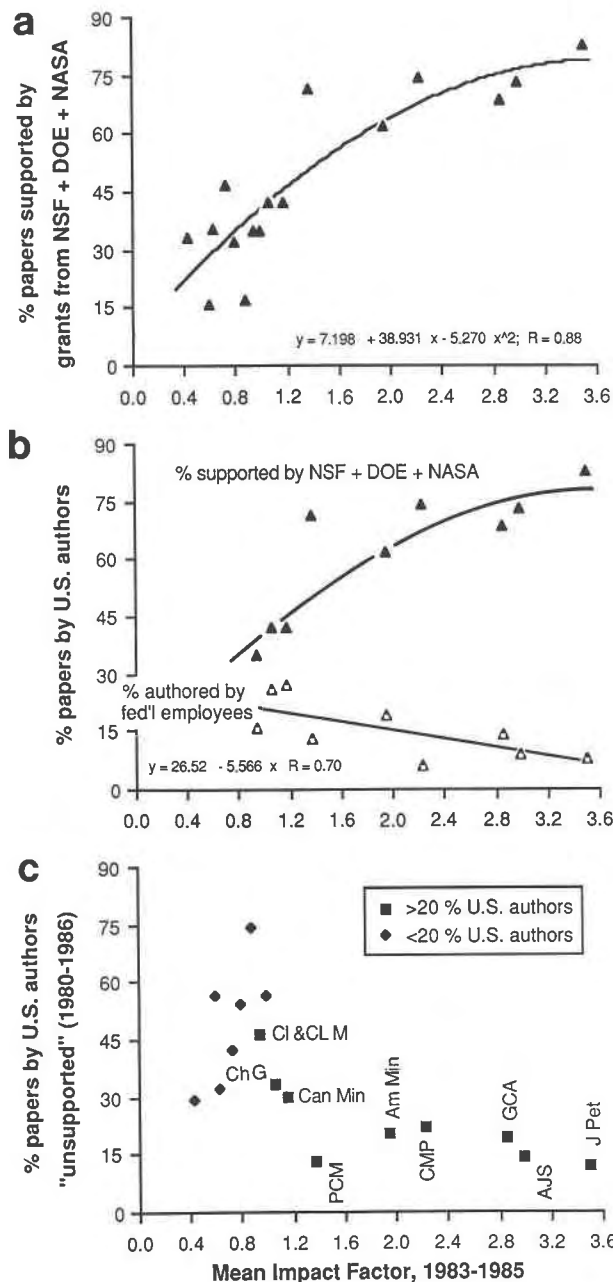 a
% papers supported by
grants from NSF + DOE + NASA
90
75
60
45
30
15
0
y = 7.198 + 38.931 x - 5.270 x^2; R = 0.88
0.0 0.4 0.8 1.2 1.6 2.0 2.4 2.8 3.2 3.6
b
% papers by U.S. authors
90
75
60
45
30
15
0
% supported by NSF + DOE + NASA
% authored by
fed'l employees
y = 26.52 - 5.566 x R = 0.70
0.0 0.4 0.8 1.2 1.6 2.0 2.4 2.8 3.2 3.6
c
% papers by U.S. authors
"unsupported" (1980-1986)
90
75
60
45
30
15
0
>20 % U.S. authors
<20 % U.S. authors
Cl &CL M
Ch G
Can Min
PCM
Am Min
CMP
GCA
AJS
J Pet
0.0 0.4 0.8 1.2 1.6 2.0 2.4 2.8 3.2 3.6
Mean Impact Factor, 1983-1985